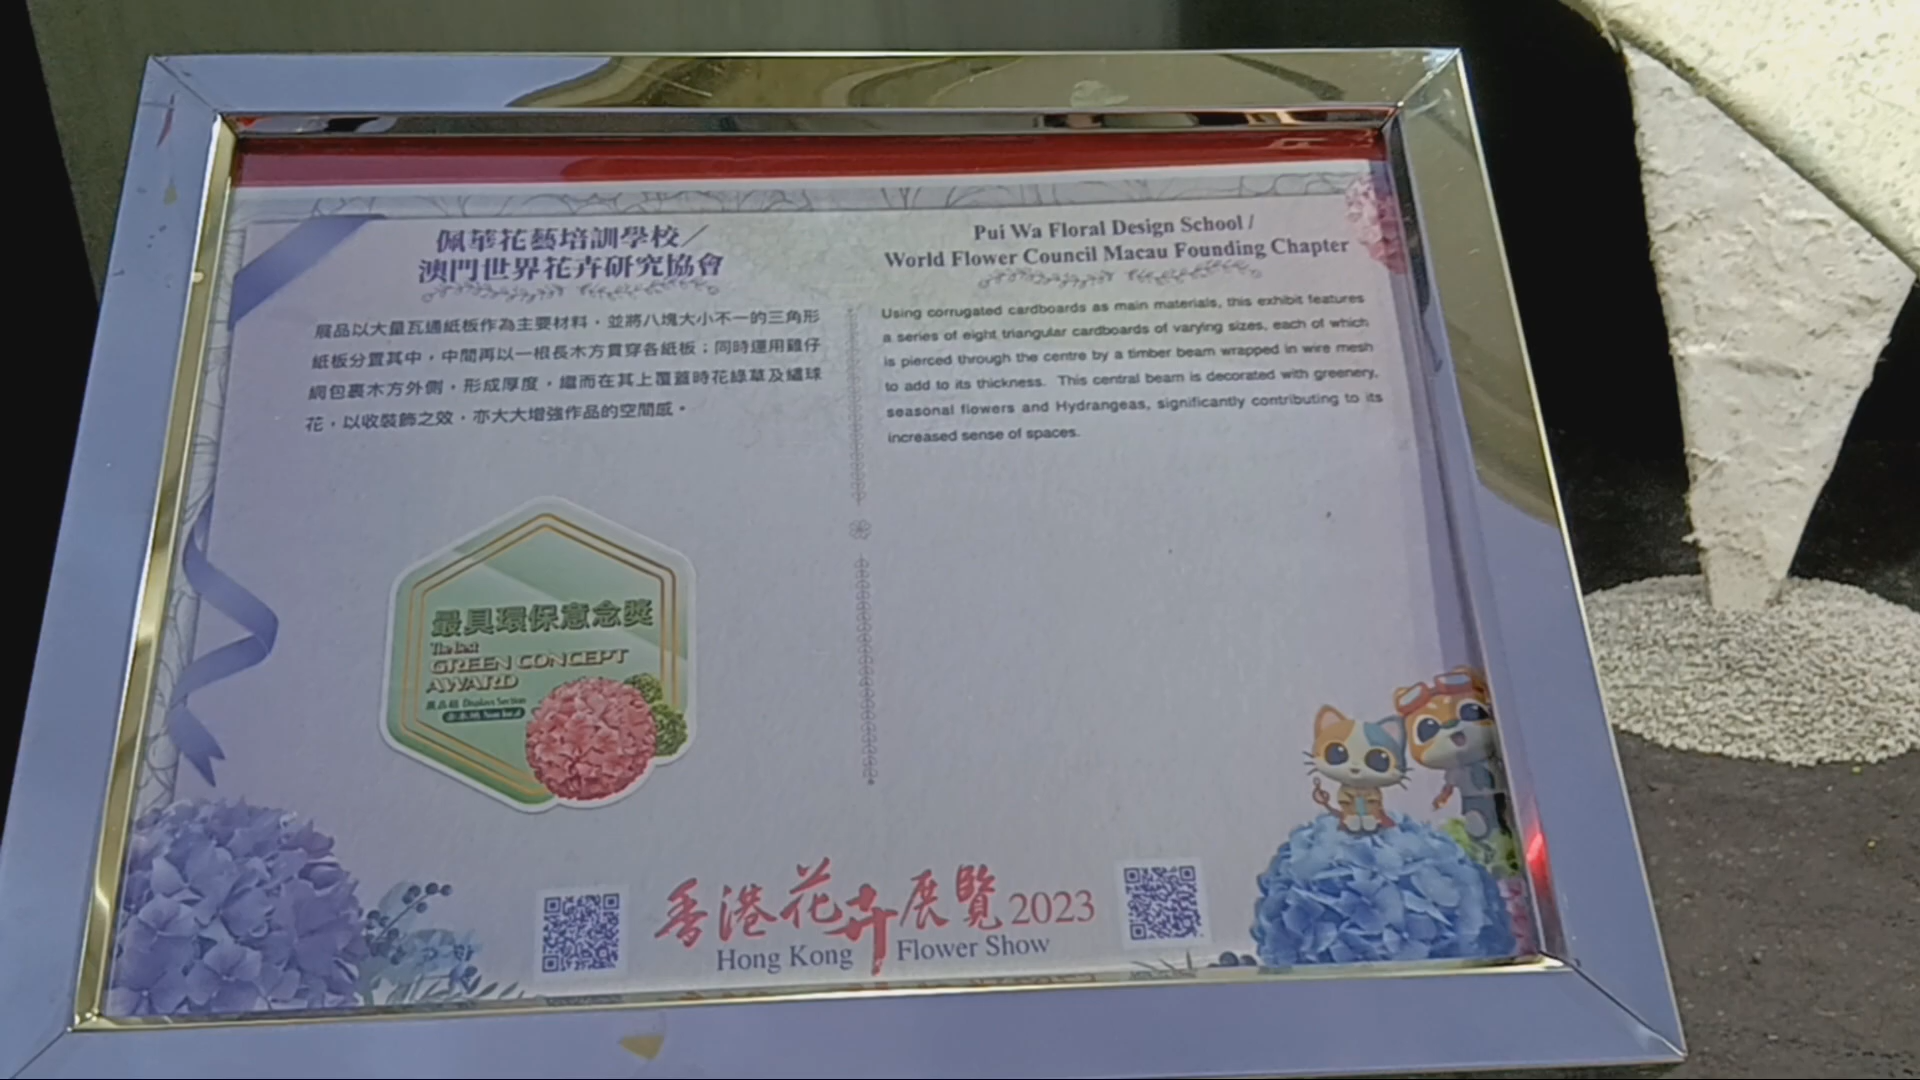 佩華花藝培訓學校／
澳門世界花卉研究協會
展品以大量瓦通紙板作為主要材料，並將八塊大小不一的三角形
紙板分置其中，中間再以一根長木方貫穿各紙板；同時運用雞仔
網包裹木方外側，形成厚度，繼而在其上覆蓋時花綠草及繡球
花，以收裝飾之效，亦大大增強作品的空間感。
Pui Wa Floral Design School /
World Flower Council Macau Founding Chapter
Using corrugated cardboards as main materials, this exhibit features
a series of eight triangular cardboards of varying sizes, each of which
is pierced through the centre by a timber beam wrapped in wire mesh
to add to its thickness. This central beam is decorated with greenery,
seasonal flowers and Hydrangeas, significantly contributing to its
increased sense of spaces.
最具環保意念獎
The Best
GREEN CONCEPT
AWARD
展品組 Displays Section
Non-local
香港花卉展覽2023
Hong Kong Flower Show